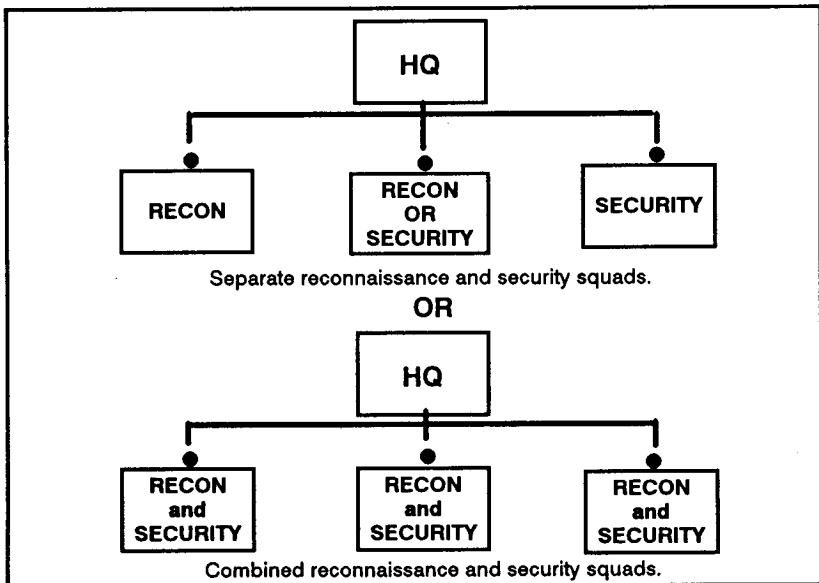 HQ
RECON
RECON
OR
SECURITY
SECURITY
Separate reconnaissance and security squads.
OR
HQ
RECON
and
SECURITY
RECON
and
SECURITY
RECON
and
SECURITY
Combined reconnaissance and security squads.